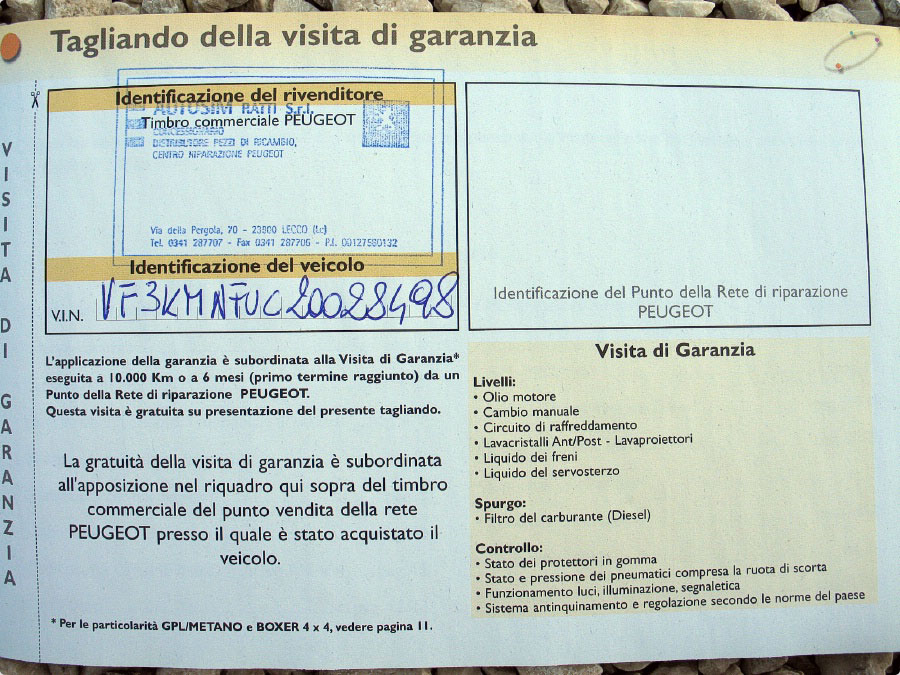 Tagliando della visita di garanzia
VISITA DI GARANZIA
Identificazione del rivenditore
AUTOSIM RATTI S.r.l.
Timbro commerciale PEUGEOT
CONCESSIONARIO
DISTRIBUTORE PEZZI DI RICAMBIO,
CENTRO RIPARAZIONE PEUGEOT
Via della Pergola, 70 - 23900 LECCO (Lc)
Tel. 0341 287707 - Fax 0341 287706 - P.I. 00127580132
Identificazione del veicolo
V.I.N. VF3KMNFUC20028498
Identificazione del Punto della Rete di riparazione
PEUGEOT
L'applicazione della garanzia è subordinata alla Visita di Garanzia*
eseguita a 10.000 Km o a 6 mesi (primo termine raggiunto) da un
Punto della Rete di riparazione PEUGEOT.
Questa visita è gratuita su presentazione del presente tagliando.
La gratuità della visita di garanzia è subordinata
all'apposizione nel riquadro qui sopra del timbro
commerciale del punto vendita della rete
PEUGEOT presso il quale è stato acquistato il
veicolo.
* Per le particolarità GPL/METANO e BOXER 4 x 4, vedere pagina 11.
Visita di Garanzia
Livelli:
• Olio motore
• Cambio manuale
• Circuito di raffreddamento
• Lavacristalli Ant/Post - Lavaproiettori
• Liquido dei freni
• Liquido del servosterzo
Spurgo:
• Filtro del carburante (Diesel)
Controllo:
• Stato dei protettori in gomma
• Stato e pressione dei pneumatici compresa la ruota di scorta
• Funzionamento luci, illuminazione, segnaletica
• Sistema antinquinamento e regolazione secondo le norme del paese